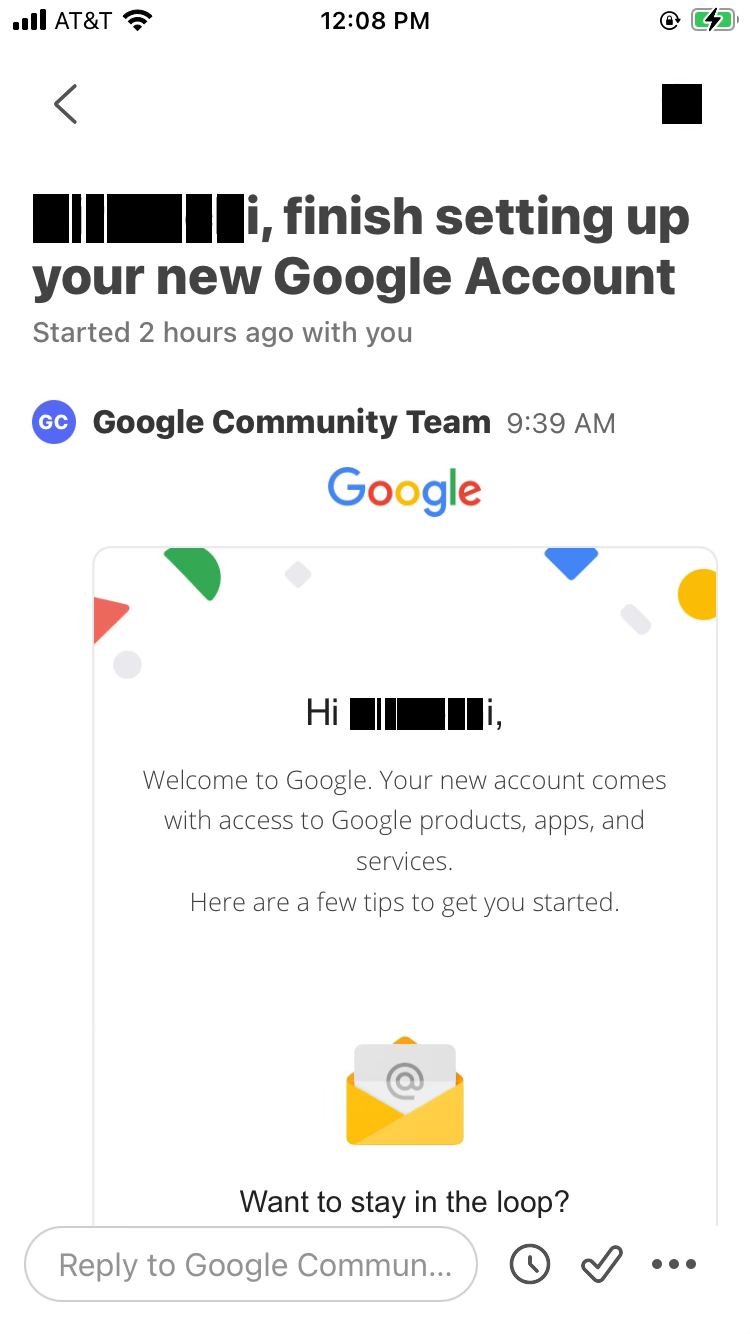 AT&T 12:08 PM
i, finish setting up
your new Google Account
Started 2 hours ago with you
GC Google Community Team 9:39 AM
Google
Hi i,
Welcome to Google. Your new account comes
with access to Google products, apps, and
services.
Here are a few tips to get you started.
@
Want to stay in the loop?
Reply to Google Commun...